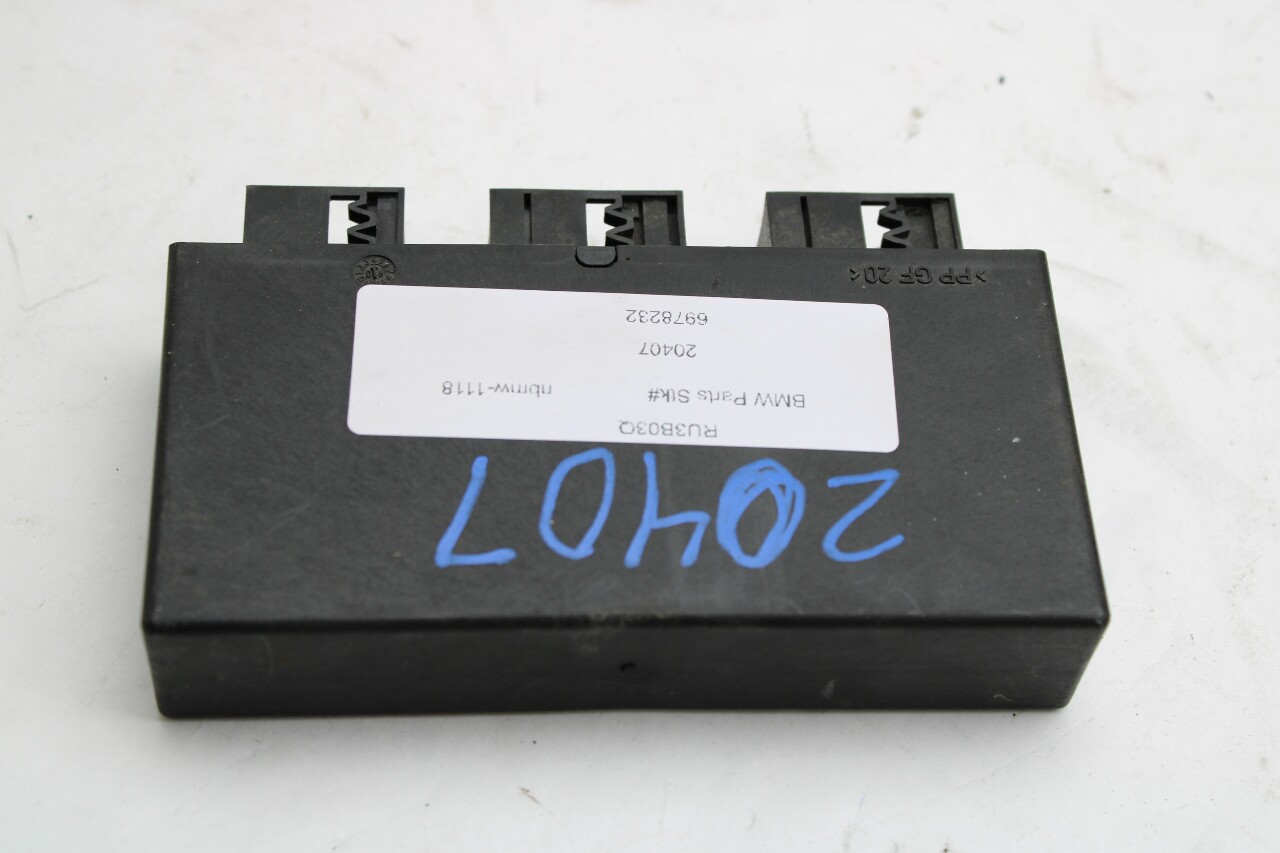 20407
RU3B03Q
BMW Parts Stk# nbmw-1118
20407
6978232
>PP GF 20<